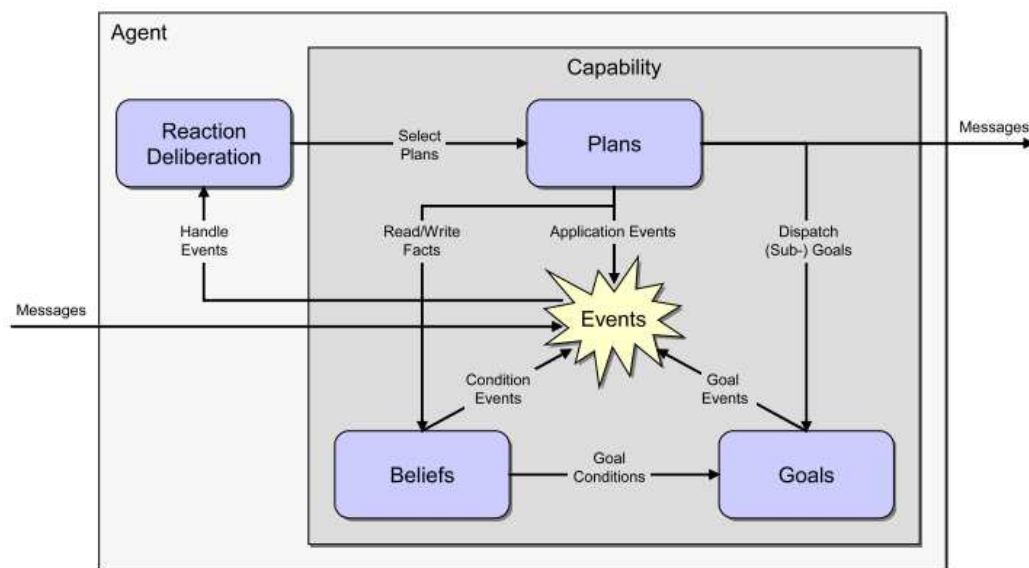 Agent
Capability
Reaction
Deliberation
Select
Plans
Plans
Messages
Handle
Events
Read/Write
Facts
Application Events
Dispatch
(Sub-) Goals
Messages
Events
Condition
Events
Goal
Events
Beliefs
Goal
Conditions
Goals